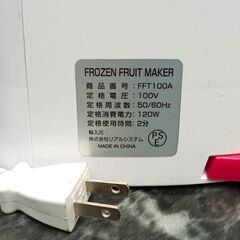 FROZEN FRUIT MAKER
商品番号：FFT100A
定格電圧：100V
定格周波数：50/60Hz
定格消費電力：120W
定格使用時間：2分
輸入元
株式会社リアルシステム
MADE IN CHINA
PSE